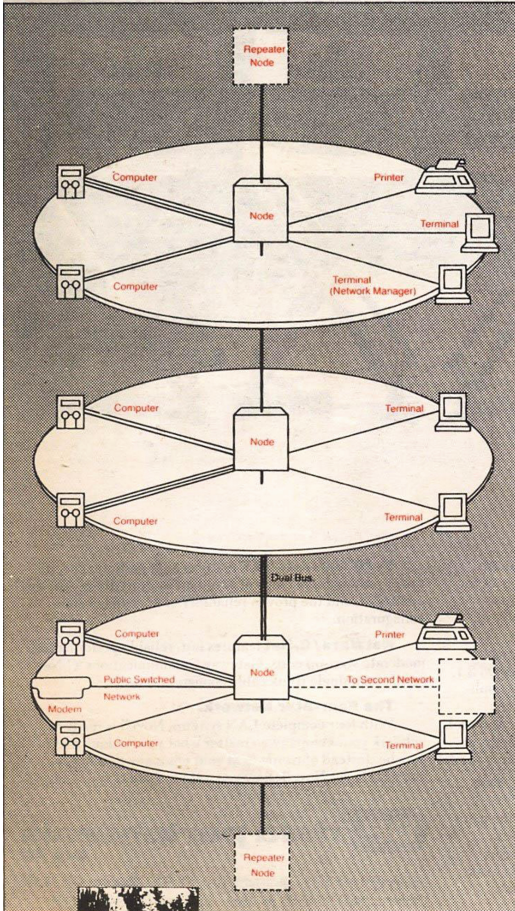 Repeater
Node
Computer
Printer
Node
Terminal
Computer
Terminal
(Network Manager)
Computer
Terminal
Node
Computer
Terminal
Dual Bus.
Computer
Printer
Node
Public Switched
Network
To Second Network
Modem
Computer
Terminal
Repeater
Node